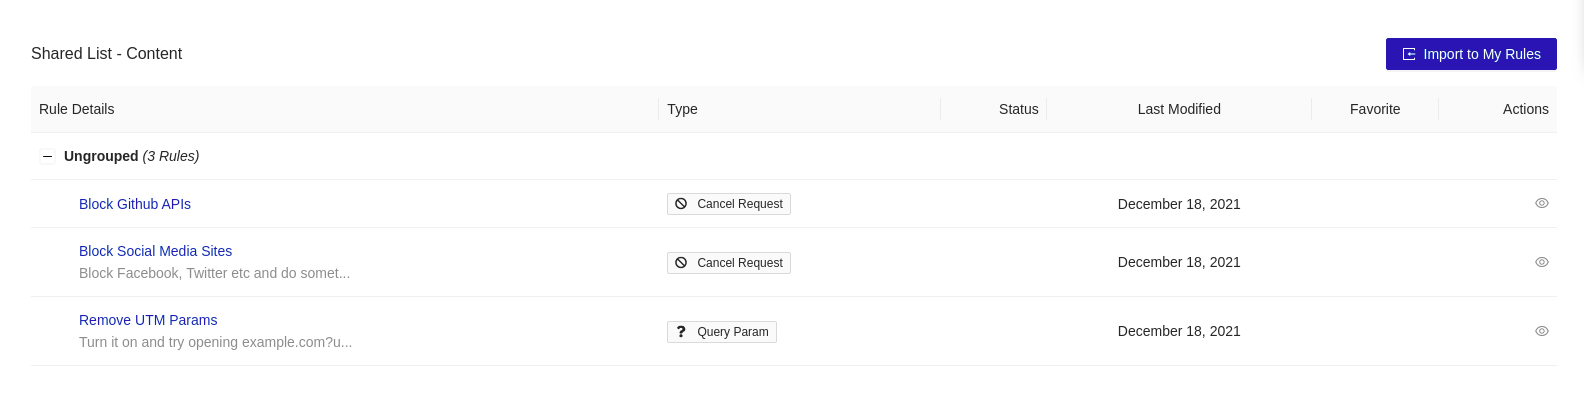 Shared List - Content
Import to My Rules
Rule Details Type Status Last Modified Favorite Actions
Ungrouped (3 Rules)
Block Github APIs Cancel Request December 18, 2021
Block Social Media Sites
Block Facebook, Twitter etc and do somet...
Cancel Request December 18, 2021
Remove UTM Params
Turn it on and try opening example.com?u...
Query Param December 18, 2021